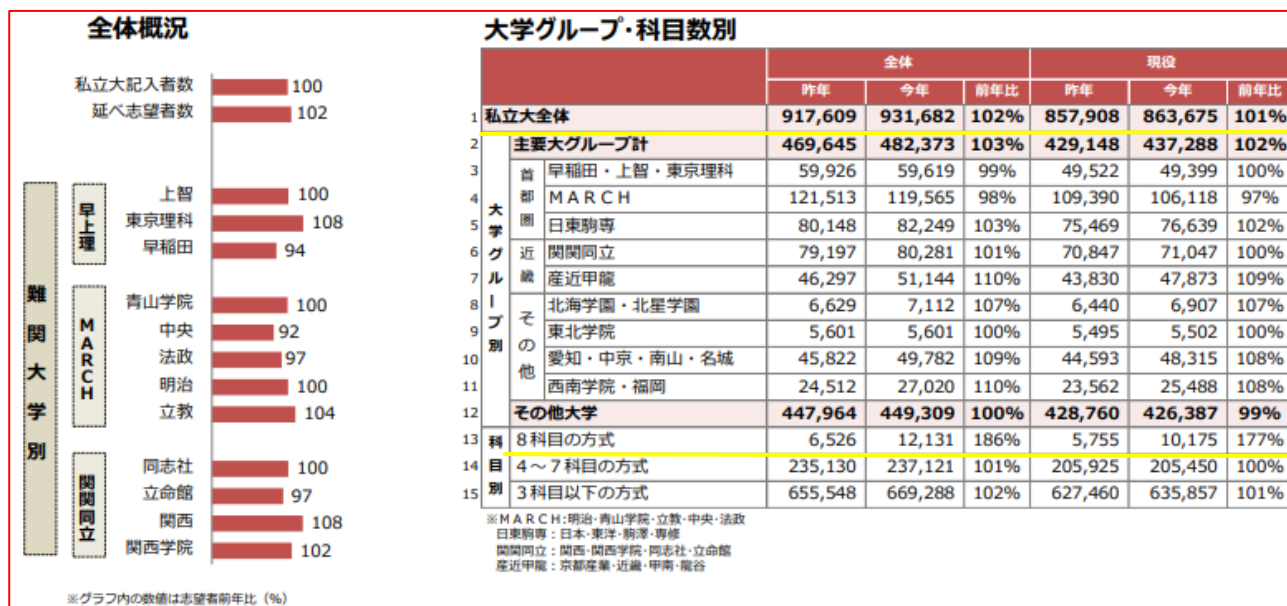 全体概況
私立大記入者数 100
延べ志望者数 102
難関大学別
早上理
上智 100
東京理科 108
早稲田 94
MARCH
青山学院 100
中央 92
法政 97
明治 100
立教 104
関関同立
同志社 100
立命館 97
関西 108
関西学院 102
※グラフ内の数値は志望者前年比（%）
大学グループ・科目数別
全体 現役
昨年 今年 前年比 昨年 今年 前年比
1 私立大全体 917,609 931,682 102% 857,908 863,675 101%
大学グループ別
2 主要大グループ計 469,645 482,373 103% 429,148 437,288 102%
首都圏
3 早稲田・上智・東京理科 59,926 59,619 99% 49,522 49,399 100%
4 MARCH 121,513 119,565 98% 109,390 106,118 97%
5 日東駒専 80,148 82,249 103% 75,469 76,639 102%
近畿
6 関関同立 79,197 80,281 101% 70,847 71,047 100%
7 産近甲龍 46,297 51,144 110% 43,830 47,873 109%
その他
8 北海学園・北星学園 6,629 7,112 107% 6,440 6,907 107%
9 東北学院 5,601 5,601 100% 5,495 5,502 100%
10 愛知・中京・南山・名城 45,822 49,782 109% 44,593 48,315 108%
11 西南学院・福岡 24,512 27,020 110% 23,562 25,488 108%
12 その他大学 447,964 449,309 100% 428,760 426,387 99%
科目別
13 8科目の方式 6,526 12,131 186% 5,755 10,175 177%
14 4～7科目の方式 235,130 237,121 101% 205,925 205,450 100%
15 3科目以下の方式 655,548 669,288 102% 627,460 635,857 101%
※MARCH:明治・青山学院・立教・中央・法政
日東駒専：日本・東洋・駒澤・専修
関関同立：関西・関西学院・同志社・立命館
産近甲龍：京都産業・近畿・甲南・龍谷